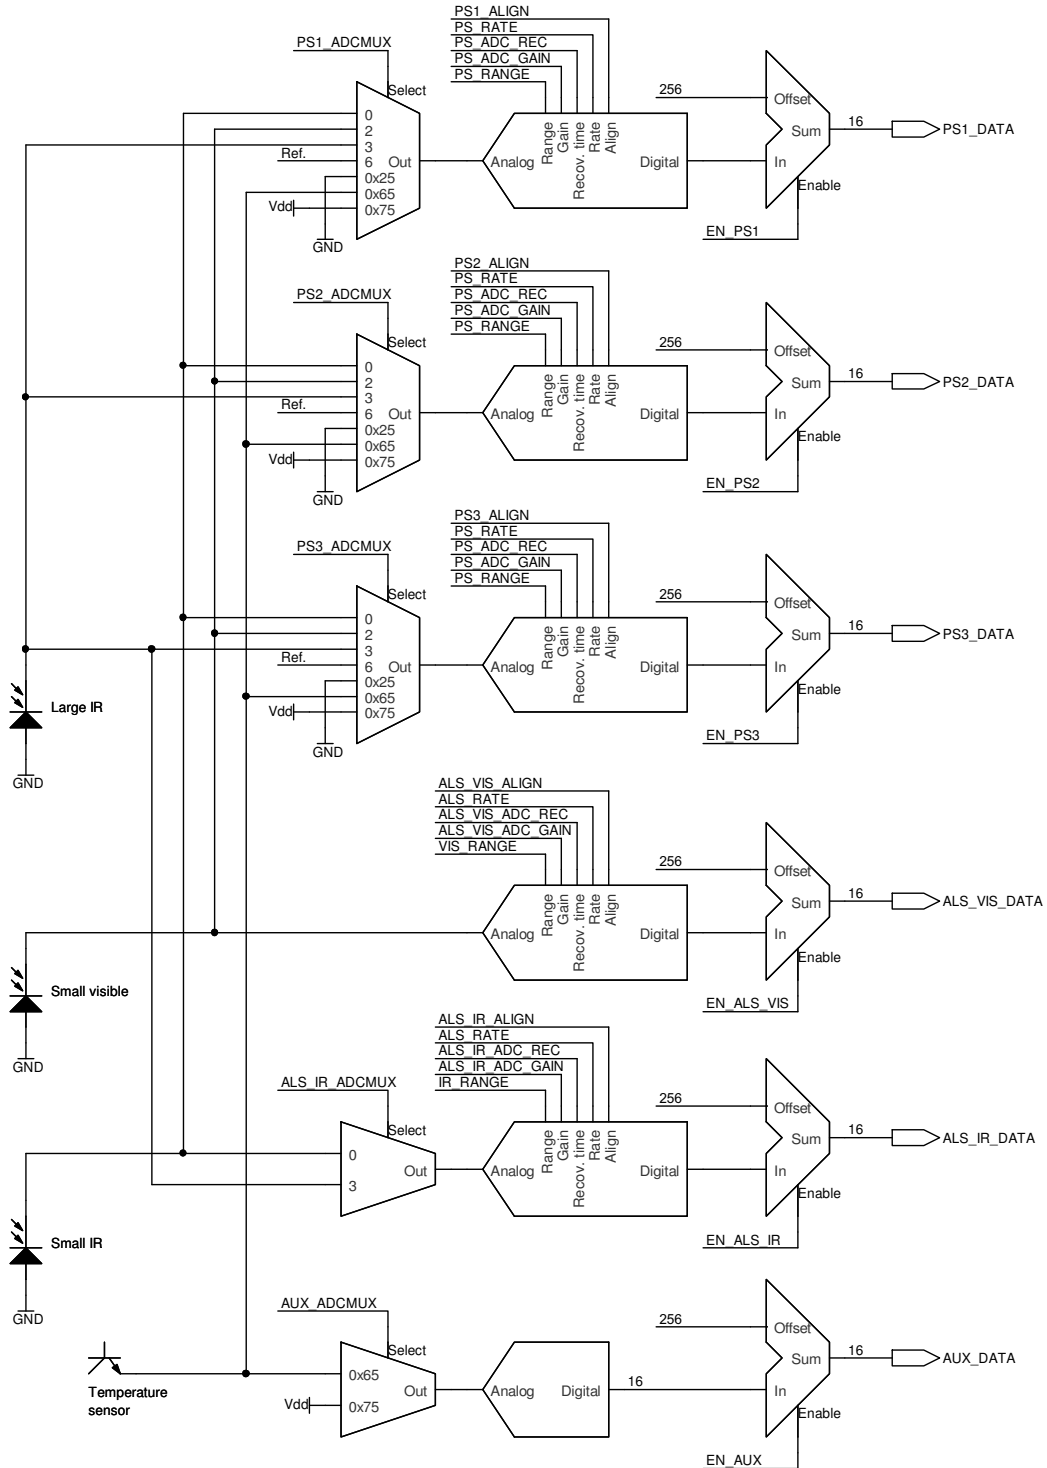 PS1_ALIGN
PS_RATE
PS1_ADCMUX
PS_ADC_REC
PS_ADC_GAIN
PS_RANGE
Select
256
Offset
0
2
3
Ref.
6
Out
0x25
0x65
Vdd
0x75
GND
Analog
Range
Gain
Recov. time
Rate
Align
Digital
Sum
In
16
PS1_DATA
Enable
EN_PS1
PS2_ALIGN
PS_RATE
PS2_ADCMUX
PS_ADC_REC
PS_ADC_GAIN
PS_RANGE
Select
256
Offset
0
2
3
Ref.
6
Out
0x25
0x65
Vdd
0x75
GND
Analog
Range
Gain
Recov. time
Rate
Align
Digital
Sum
In
16
PS2_DATA
Enable
EN_PS2
PS3_ALIGN
PS_RATE
PS3_ADCMUX
PS_ADC_REC
PS_ADC_GAIN
PS_RANGE
Select
256
Offset
0
2
3
Ref.
6
Out
0x25
0x65
Vdd
0x75
GND
Analog
Range
Gain
Recov. time
Rate
Align
Digital
Sum
In
16
PS3_DATA
Enable
EN_PS3
Large IR
GND
ALS_VIS_ALIGN
ALS_RATE
ALS_VIS_ADC_REC
ALS_VIS_ADC_GAIN
VIS_RANGE
256
Offset
Analog
Range
Gain
Recov. time
Rate
Align
Digital
Sum
In
16
ALS_VIS_DATA
Enable
EN_ALS_VIS
Small visible
GND
ALS_IR_ALIGN
ALS_RATE
ALS_IR_ADC_REC
ALS_IR_ADC_GAIN
IR_RANGE
ALS_IR_ADCMUX
Select
256
Offset
0
3
Out
Analog
Range
Gain
Recov. time
Rate
Align
Digital
Sum
In
16
ALS_IR_DATA
Enable
EN_ALS_IR
Small IR
GND
AUX_ADCMUX
Select
256
Offset
Temperature
sensor
0x65
Vdd
0x75
Out
Analog
Digital
16
Sum
In
16
AUX_DATA
Enable
EN_AUX